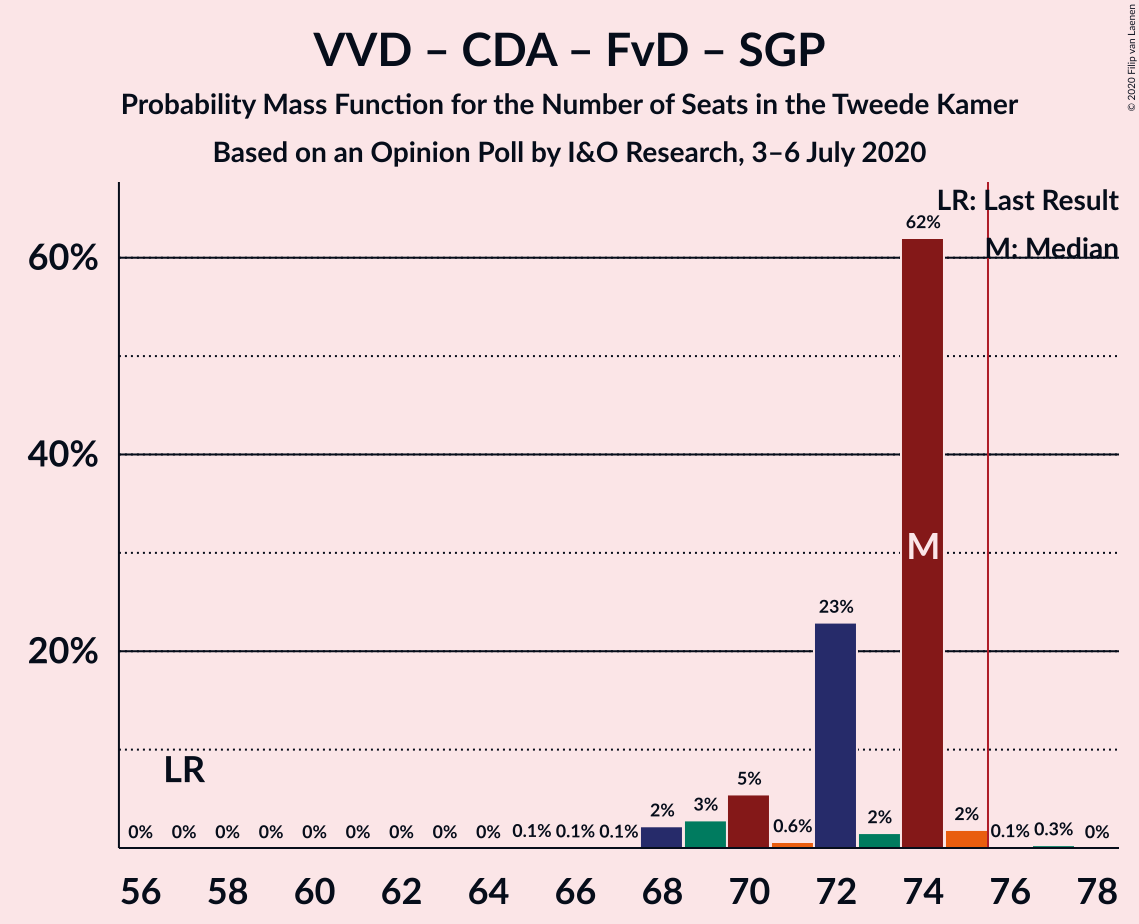 VVD – CDA – FvD – SGP
Probability Mass Function for the Number of Seats in the Tweede Kamer
Based on an Opinion Poll by I&O Research, 3–6 July 2020
© 2020 Filip van Laenen
LR: Last Result
M: Median
60%
40%
20%
62%
M
23%
LR
5%
0% 0% 0% 0% 0% 0% 0% 0% 0% 0.1% 0.1% 0.1% 2% 3% 0.6% 2% 2% 0.1% 0.3% 0%
56 58 60 62 64 66 68 70 72 74 76 78